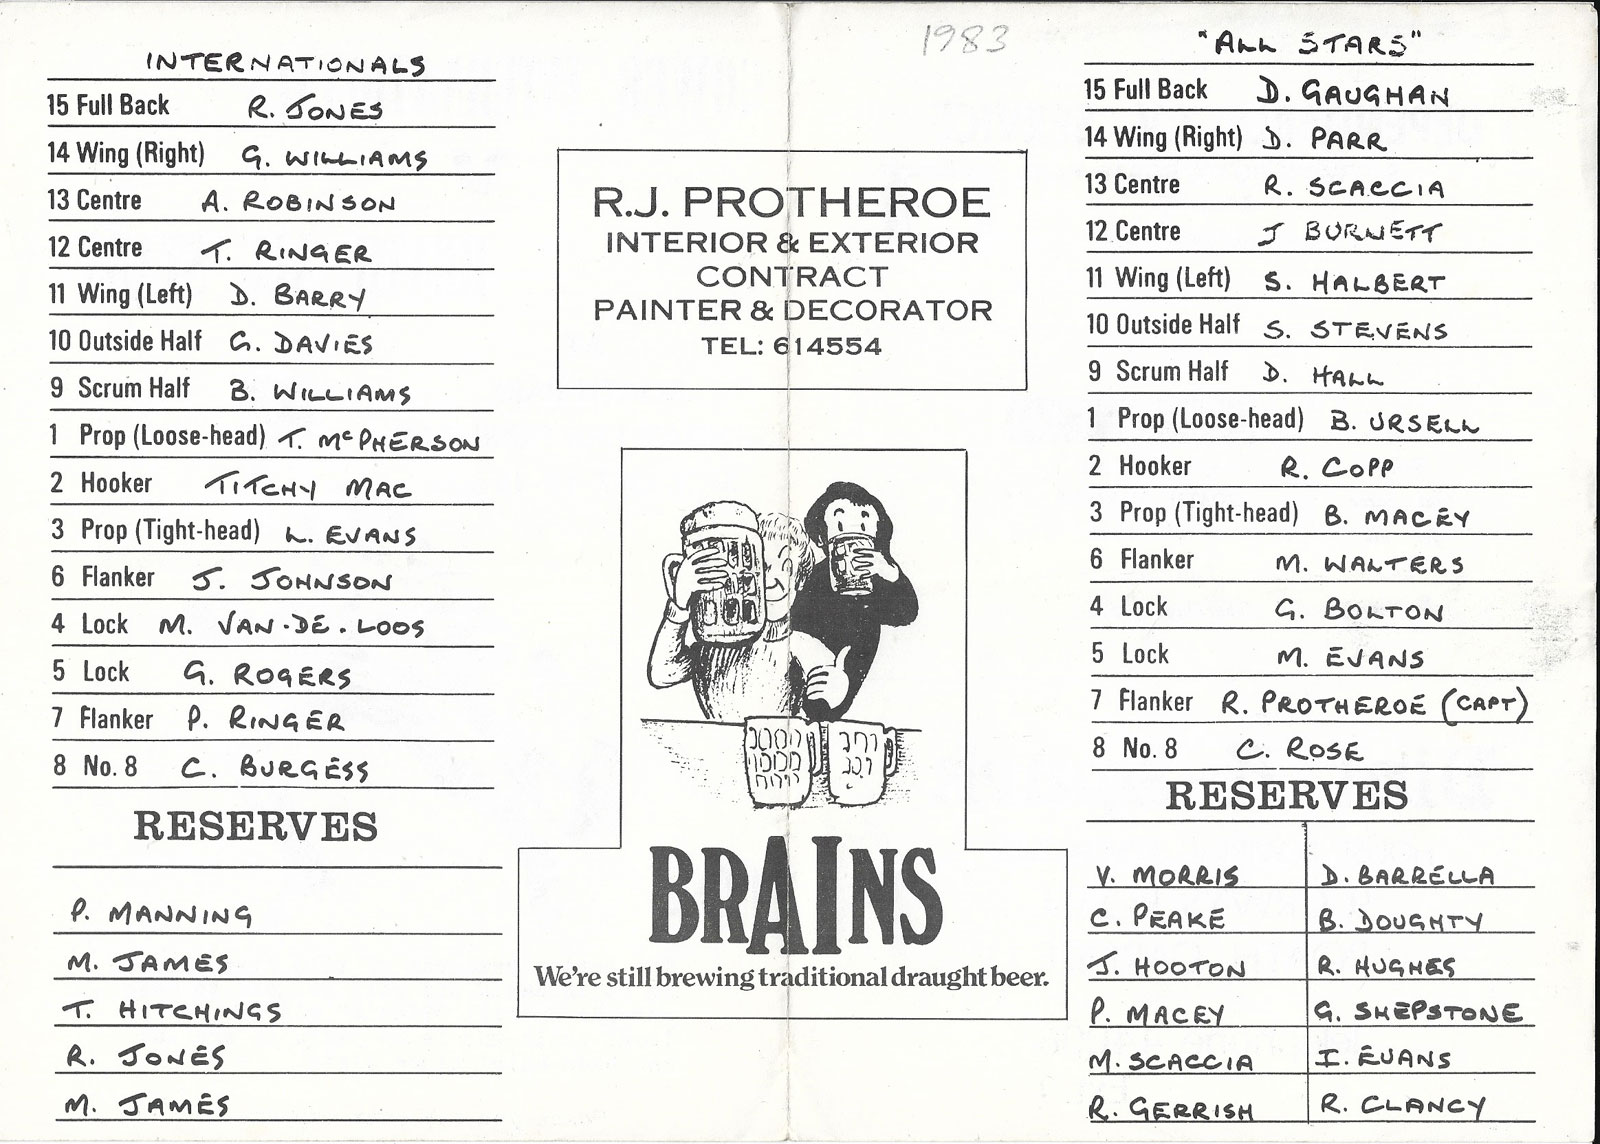 INTERNATIONALS
15 Full Back R. JONES
14 Wing (Right) G. WILLIAMS
13 Centre A. ROBINSON
12 Centre T. RINGER
11 Wing (Left) D. BARRY
10 Outside Half G. DAVIES
9 Scrum Half B. WILLIAMS
1 Prop (Loose-head) T. McPHERSON
2 Hooker TITCHY MAC
3 Prop (Tight-head) L. EVANS
6 Flanker J. JOHNSON
4 Lock M. VAN-DE.LOOS
5 Lock G. ROGERS
7 Flanker P. RINGER
8 No. 8 C. BURGESS
RESERVES
P. MANNING
M. JAMES
T. HITCHINGS
R. JONES
M. JAMES
1983
R.J. PROTHEROE
INTERIOR & EXTERIOR
CONTRACT
PAINTER & DECORATOR
TEL: 614554
BRAINS
We're still brewing traditional draught beer.
"ALL STARS"
15 Full Back D. GAUGHAN
14 Wing (Right) D. PARR
13 Centre R. SCACCIA
12 Centre J BURNETT
11 Wing (Left) S. HALBERT
10 Outside Half S. STEVENS
9 Scrum Half D. HALL
1 Prop (Loose-head) B. URSELL
2 Hooker R. COPP
3 Prop (Tight-head) B. MACEY
6 Flanker M. WALTERS
4 Lock G. BOLTON
5 Lock M. EVANS
7 Flanker R. PROTHEROE (CAPT)
8 No. 8 C. ROSE
RESERVES
V. MORRIS D. BARRELLA
C. PEAKE B. DOUGHTY
J. HOOTON R. HUGHES
P. MACEY G. SHEPSTONE
M. SCACCIA I. EVANS
R. GERRISH R. CLANCY